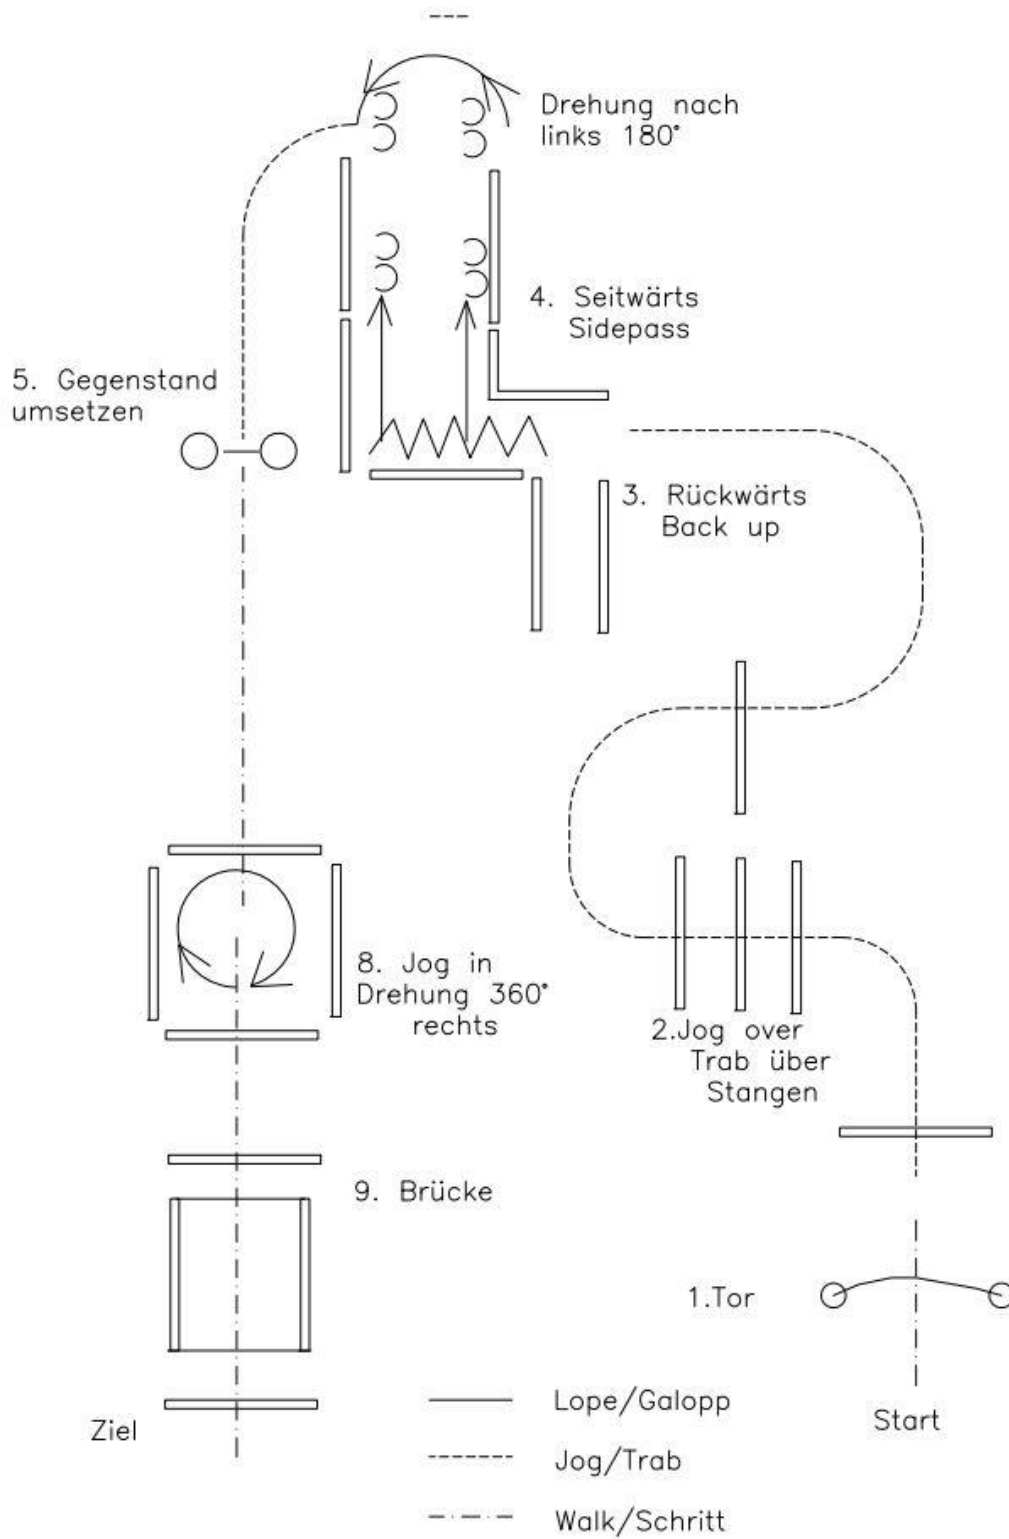 Drehung nach
links 180°
4. Seitwärts
Sidepass
5. Gegenstand
umsetzen
3. Rückwärts
Back up
8. Jog in
Drehung 360°
rechts
2.Jog over
Trab über
Stangen
9. Brücke
1.Tor
Ziel
Start
Lope/Galopp
Jog/Trab
Walk/Schritt